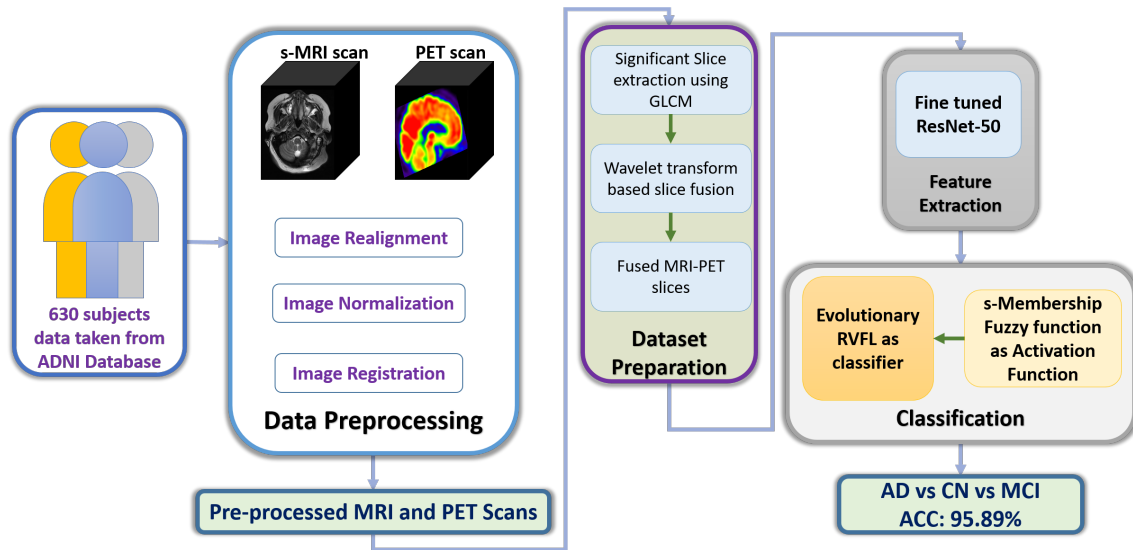 630 subjects
data taken from
ADNI Database
s-MRI scan
PET scan
Image Realignment
Image Normalization
Image Registration
Data Preprocessing
Pre-processed MRI and PET Scans
Significant Slice
extraction using
GLCM
Wavelet transform
based slice fusion
Fused MRI-PET
slices
Dataset
Preparation
Fine tuned
ResNet-50
Feature
Extraction
Evolutionary
RVFL as
classifier
s-Membership
Fuzzy function
as Activation
Function
Classification
AD vs CN vs MCI
ACC: 95.89%